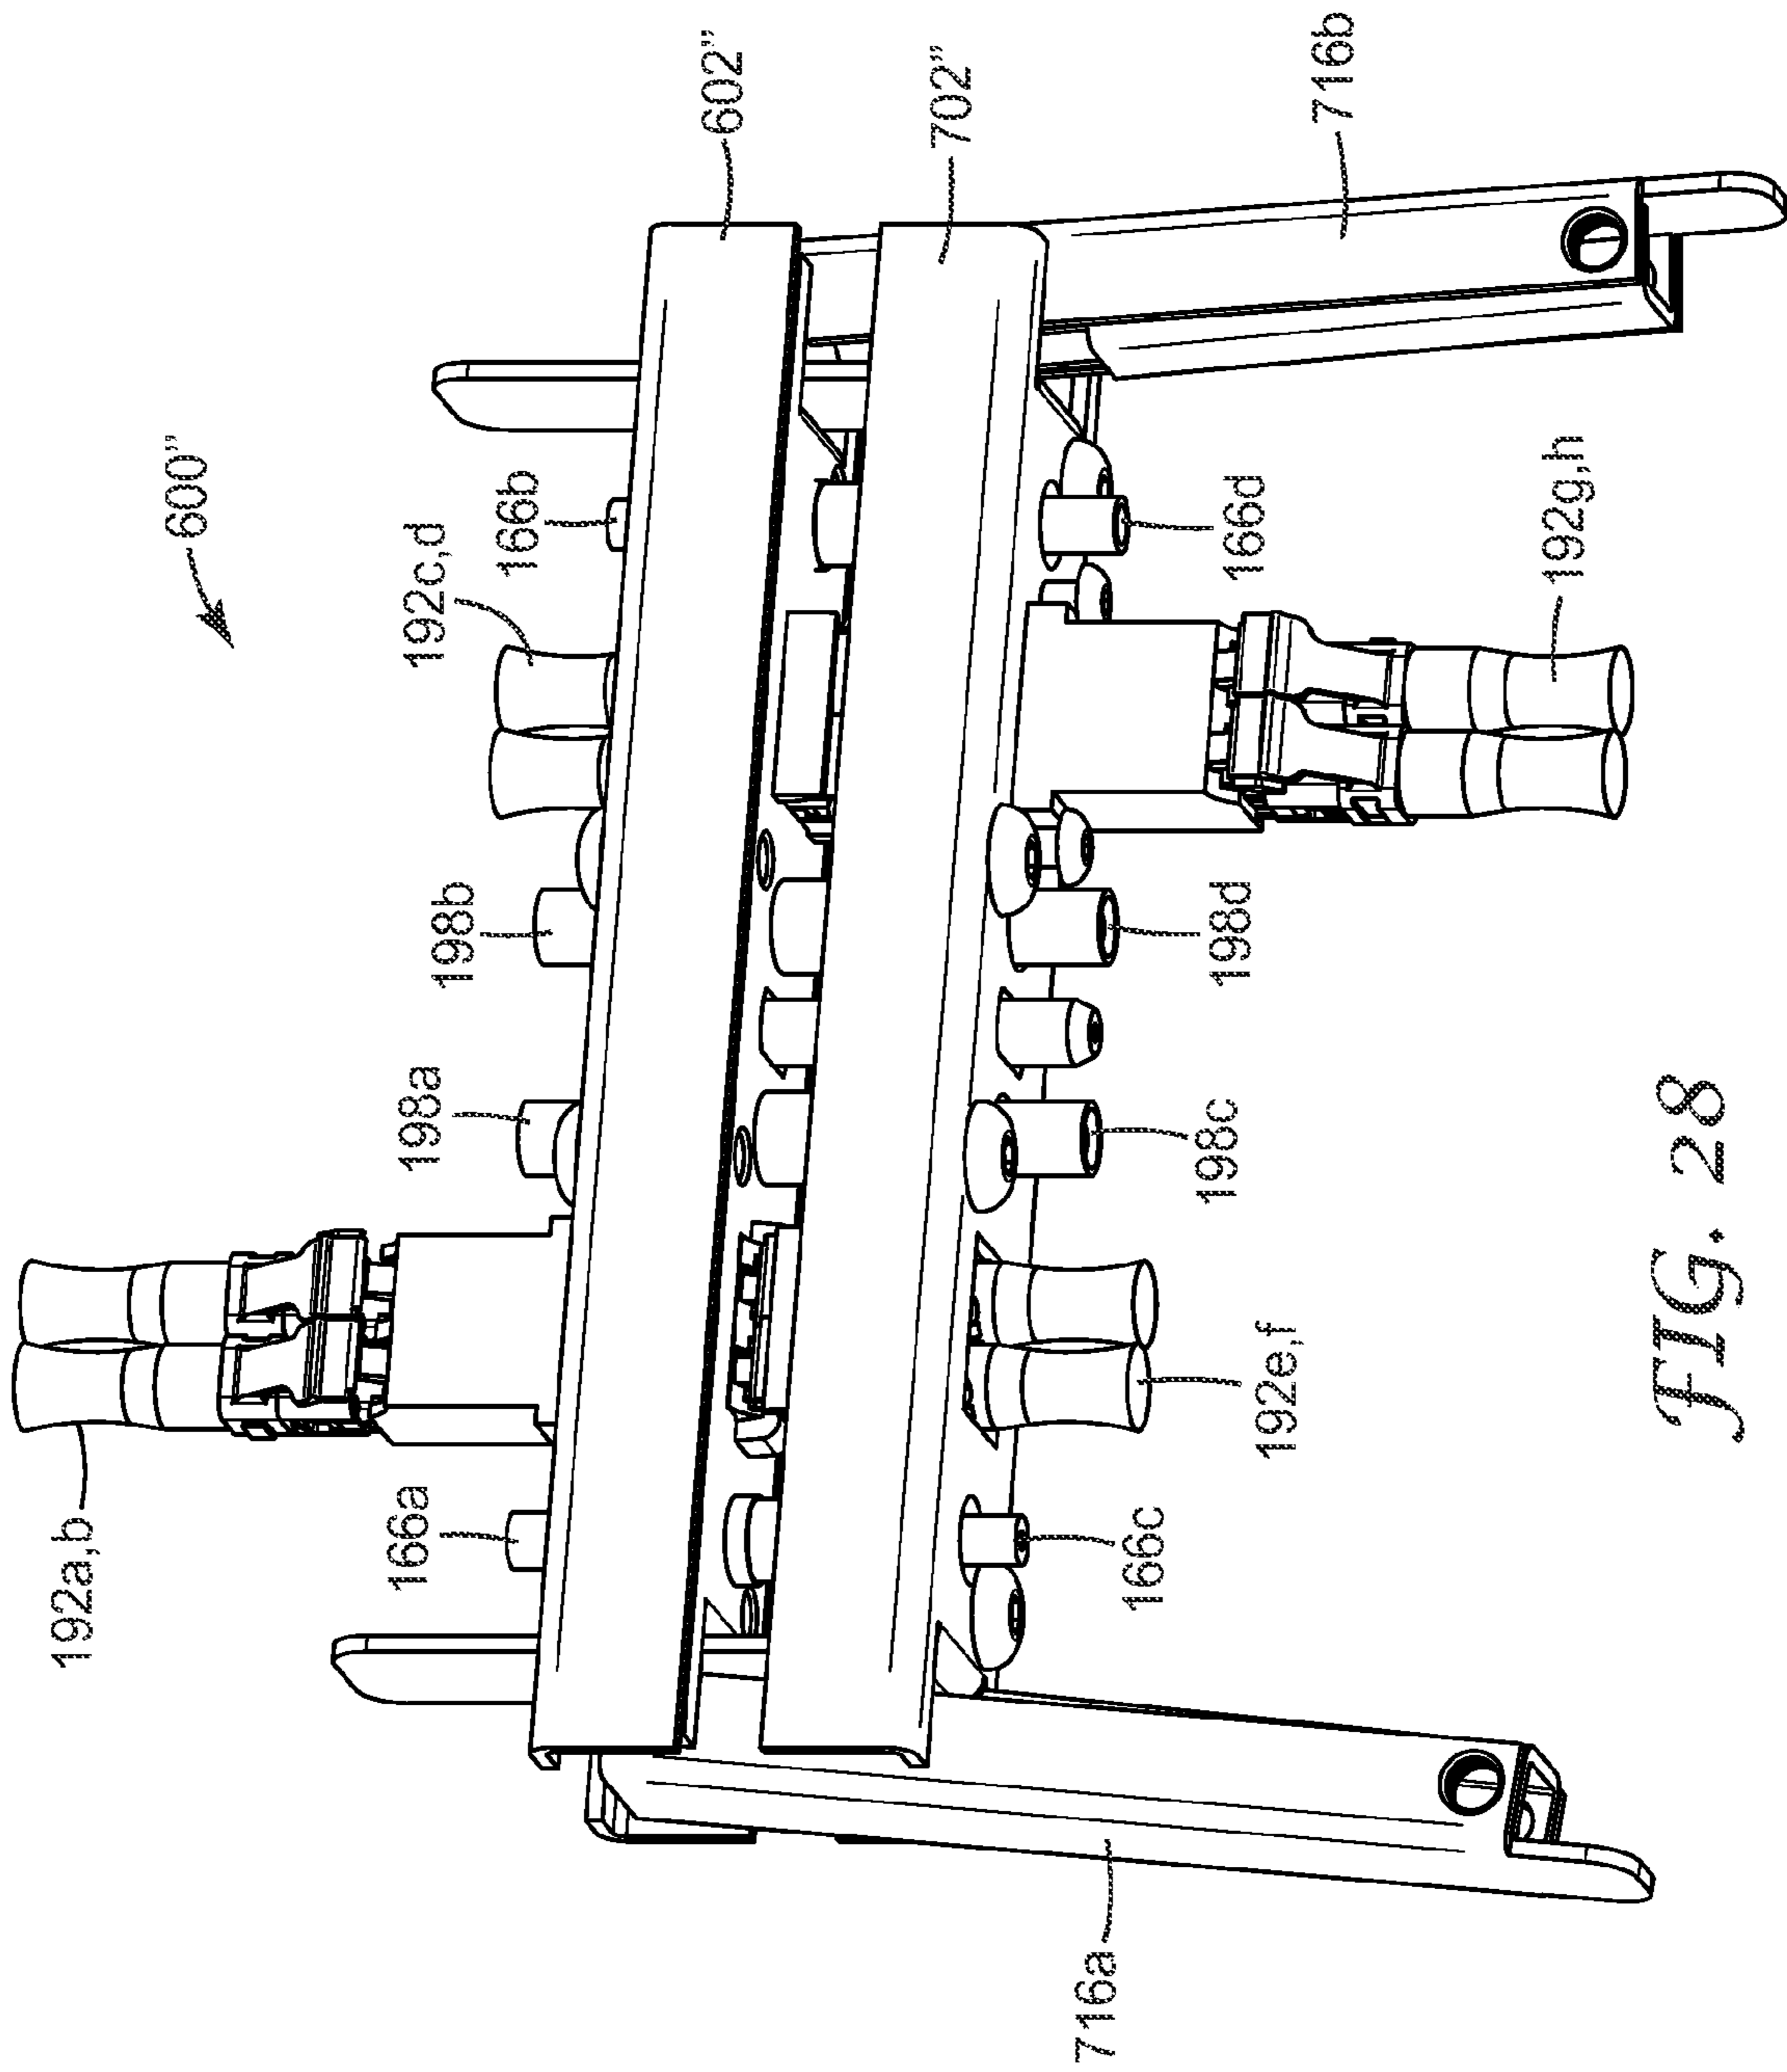 600”
192a,b
166a
198a
198b
192c,d
166b
602”
702”
716b
716a
166c
192e,f
198c
198d
166d
192g,h
FIG. 28